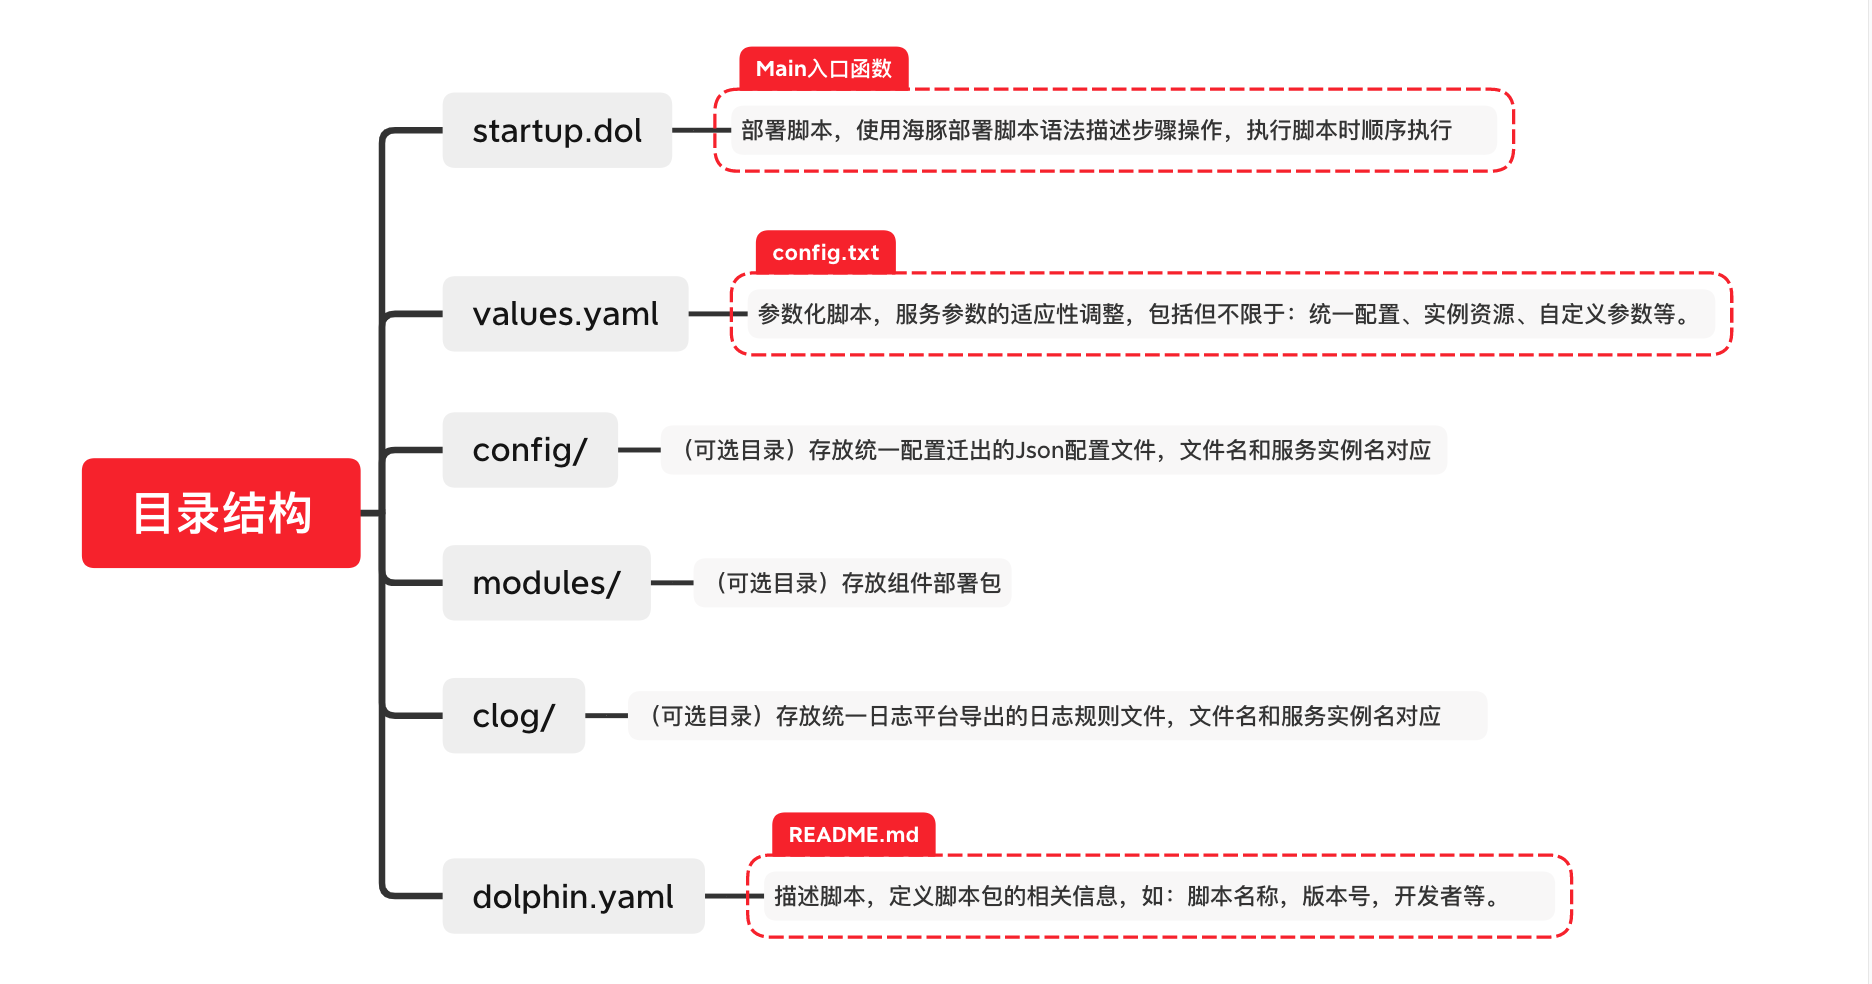 目录结构
startup.dol
Main入口函数
部署脚本，使用海豚部署脚本语法描述步骤操作，执行脚本时顺序执行
values.yaml
config.txt
参数化脚本，服务参数的适应性调整，包括但不限于：统一配置、实例资源、自定义参数等。
config/
（可选目录）存放统一配置迁出的Json配置文件，文件名和服务实例名对应
modules/
（可选目录）存放组件部署包
clog/
（可选目录）存放统一日志平台导出的日志规则文件，文件名和服务实例名对应
dolphin.yaml
README.md
描述脚本，定义脚本包的相关信息，如：脚本名称，版本号，开发者等。